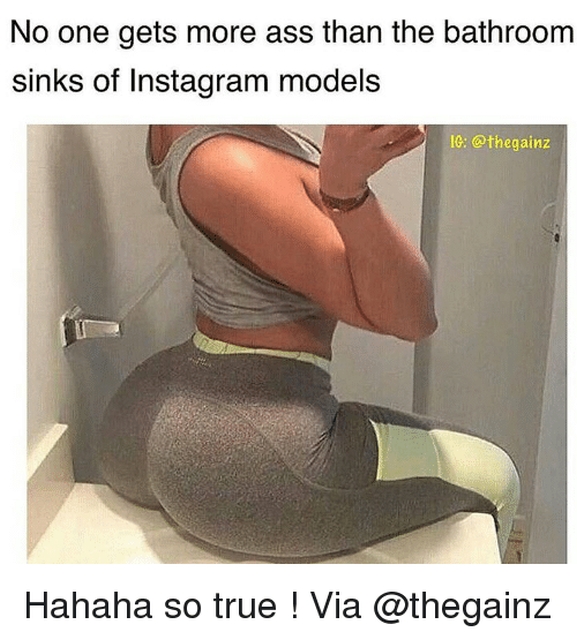 No one gets more ass than the bathroom
sinks of Instagram models
IG: @thegainz
Hahaha so true ! Via @thegainz